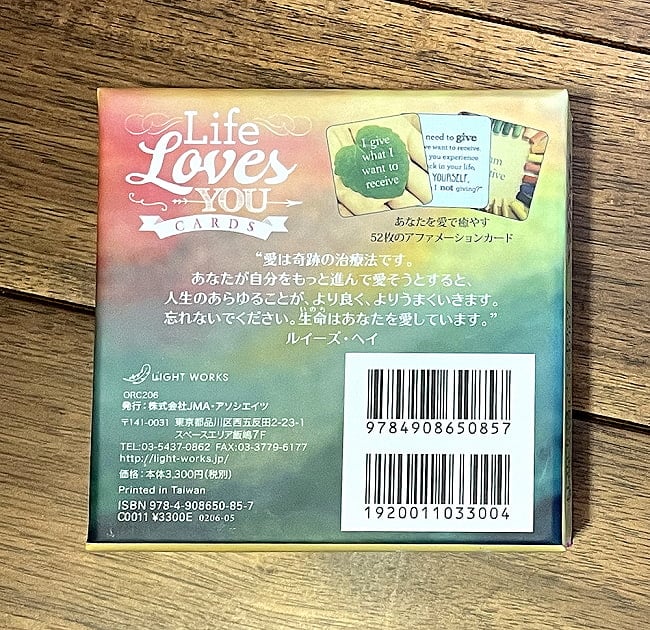 Life
Loves
YOU
CARDS
I give
what I
want to
receive
need to give
we want to receive.
you experience
ck in your life,
YOURSELF,
I not giving?"
am
tive
あなたを愛で癒やす
52枚のアファメーションカード
“愛は奇跡の治療法です。
あなたが自分をもっと進んで愛そうとすると、
人生のあらゆることが、より良く、よりうまくいきます。
いのち
忘れないでください。生命はあなたを愛しています。”
ルイーズ・ヘイ
LIGHT WORKS
ORC206
発行：株式会社JMA・アソシエイツ
〒141-0031 東京都品川区西五反田2-23-1
スペースエリア飯嶋7F
TEL:03-5437-0862 FAX:03-3779-6177
http://light-works.jp/
価格：本体3,300円(税別)
Printed in Taiwan
ISBN 978-4-908650-85-7
C0011 ¥3300E 0206-05
9784908650857
1920011033004